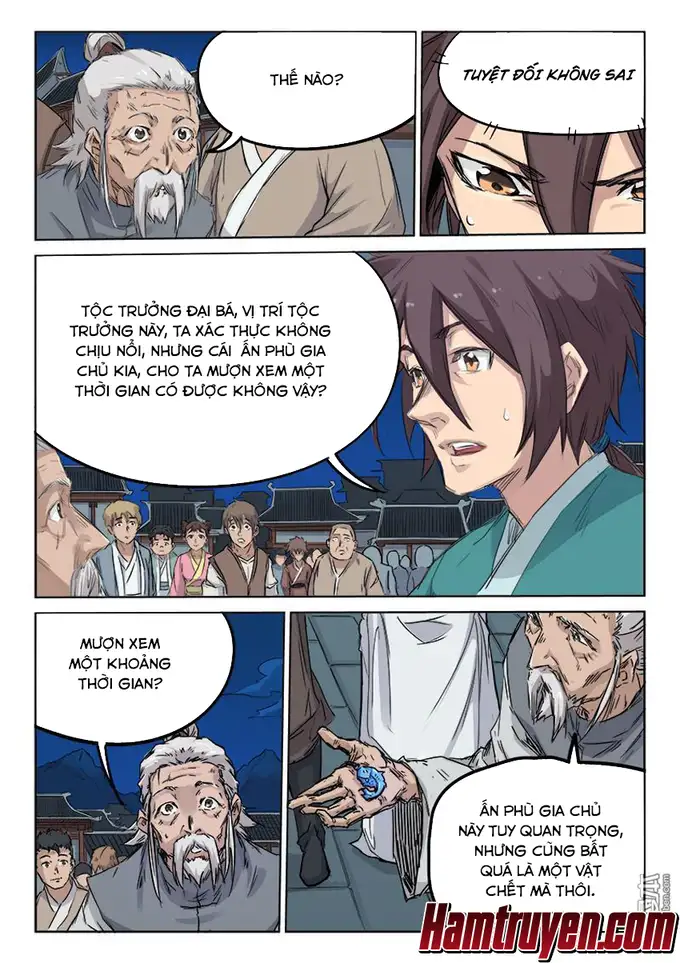 THẾ NÀO?
TUYỆT ĐỐI KHÔNG SAI
TỘC TRƯỞNG ĐẠI BÁ, VỊ TRÍ TỘC
TRƯỞNG NÀY, TA XÁC THỰC KHÔNG
CHỊU NỔI, NHƯNG CÁI ẤN PHÙ GIA
CHỦ KIA, CHO TA MƯỢN XEM MỘT
THỜI GIAN CÓ ĐƯỢC KHÔNG VẬY?
MƯỢN XEM
MỘT KHOẢNG
THỜI GIAN?
ẤN PHÙ GIA CHỦ
NÀY TUY QUAN TRỌNG,
NHƯNG CŨNG BẤT
QUÁ LÀ MỘT VẬT
CHẾT MÀ THÔI.
Hamtruyen.com